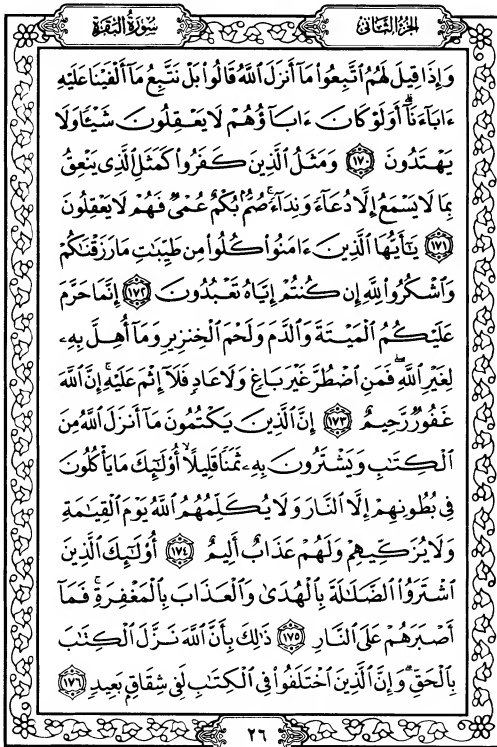 الجزء الثاني
سورة البقرة
وَإِذَا قِيلَ لَهُمُ ٱتَّبِعُوا۟ مَآ أَنزَلَ ٱللَّهُ قَالُوا۟ بَلْ نَتَّبِعُ مَآ أَلْفَيْنَا عَلَيْهِ
ءَابَآءَنَآ ۗ أَوَلَوْ كَانَ ءَابَآؤُهُمْ لَا يَعْقِلُونَ شَيْـًٔا وَلَا
يَهْتَدُونَ ١٧٠ وَمَثَلُ ٱلَّذِينَ كَفَرُوا۟ كَمَثَلِ ٱلَّذِى يَنْعِقُ
بِمَا لَا يَسْمَعُ إِلَّا دُعَآءً وَنِدَآءً ۚ صُمٌّۢ بُكْمٌ عُمْىٌ فَهُمْ لَا يَعْقِلُونَ
١٧١ يَـٰٓأَيُّهَا ٱلَّذِينَ ءَامَنُوا۟ كُلُوا۟ مِن طَيِّبَـٰتِ مَا رَزَقْنَـٰكُمْ
وَٱشْكُرُوا۟ لِلَّهِ إِن كُنتُمْ إِيَّاهُ تَعْبُدُونَ ١٧٢ إِنَّمَا حَرَّمَ
عَلَيْكُمُ ٱلْمَيْتَةَ وَٱلدَّمَ وَلَحْمَ ٱلْخِنزِيرِ وَمَآ أُهِلَّ بِهِۦ
لِغَيْرِ ٱللَّهِ ۖ فَمَنِ ٱضْطُرَّ غَيْرَ بَاغٍ وَلَا عَادٍ فَلَآ إِثْمَ عَلَيْهِ ۚ إِنَّ ٱللَّهَ
غَفُورٌ رَّحِيمٌ ١٧٣ إِنَّ ٱلَّذِينَ يَكْتُمُونَ مَآ أَنزَلَ ٱللَّهُ مِنَ
ٱلْكِتَـٰبِ وَيَشْتَرُونَ بِهِۦ ثَمَنًا قَلِيلًا ۙ أُو۟لَـٰٓئِكَ مَا يَأْكُلُونَ
فِى بُطُونِهِمْ إِلَّا ٱلنَّارَ وَلَا يُكَلِّمُهُمُ ٱللَّهُ يَوْمَ ٱلْقِيَـٰمَةِ
وَلَا يُزَكِّيهِمْ وَلَهُمْ عَذَابٌ أَلِيمٌ ١٧٤ أُو۟لَـٰٓئِكَ ٱلَّذِينَ
ٱشْتَرَوُا۟ ٱلضَّلَـٰلَةَ بِٱلْهُدَىٰ وَٱلْعَذَابَ بِٱلْمَغْفِرَةِ ۚ فَمَآ
أَصْبَرَهُمْ عَلَى ٱلنَّارِ ١٧٥ ذَٰلِكَ بِأَنَّ ٱللَّهَ نَزَّلَ ٱلْكِتَـٰبَ
بِٱلْحَقِّ ۗ وَإِنَّ ٱلَّذِينَ ٱخْتَلَفُوا۟ فِى ٱلْكِتَـٰبِ لَفِى شِقَاقٍۭ بَعِيدٍ ١٧٦
٢٦